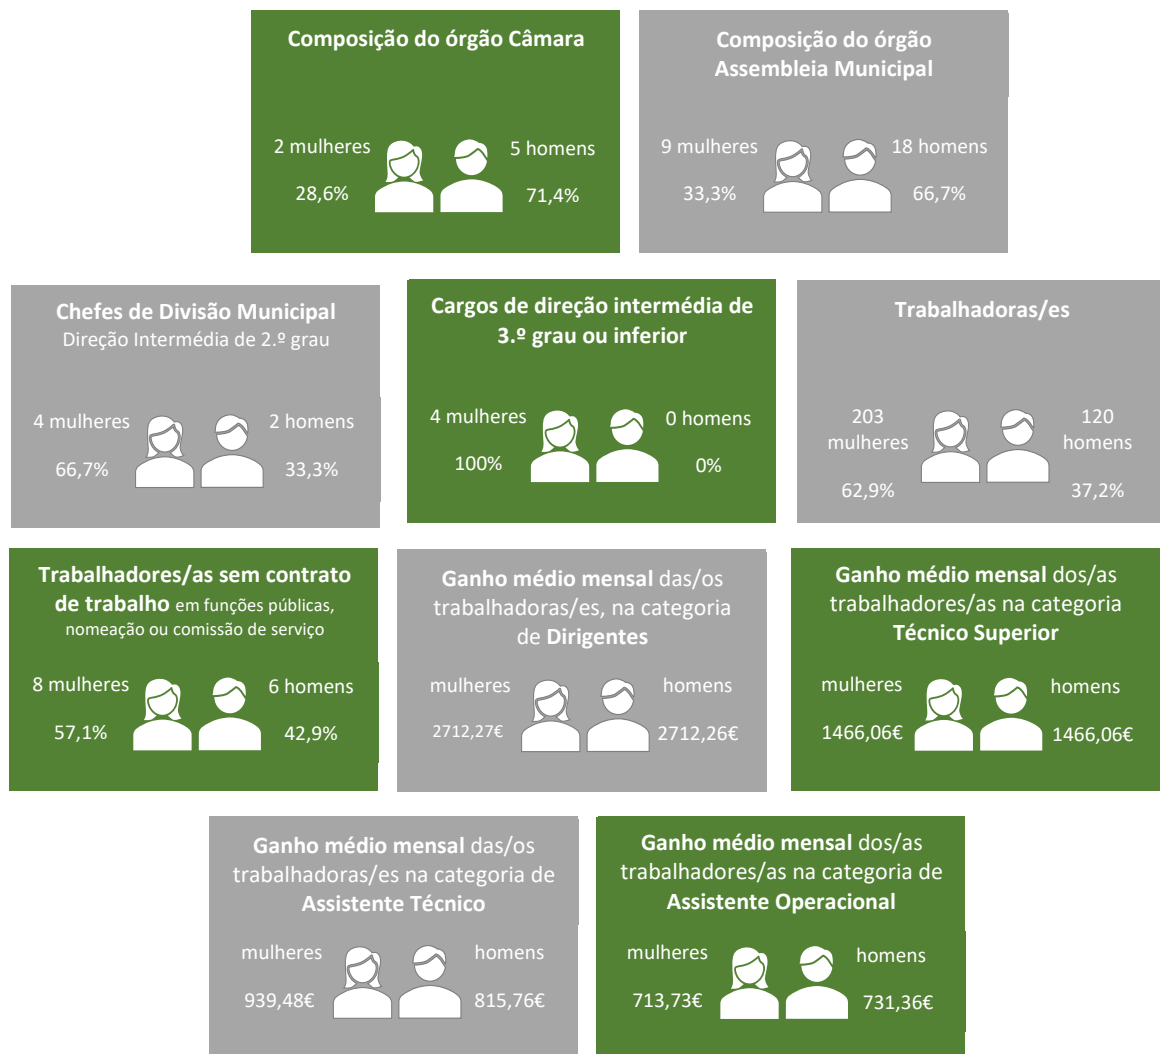 Composição do órgão Câmara
2 mulheres
5 homens
28,6%
71,4%
Composição do órgão
Assembleia Municipal
9 mulheres
18 homens
33,3%
66,7%
Chefes de Divisão Municipal
Direção Intermédia de 2.º grau
4 mulheres
2 homens
66,7%
33,3%
Cargos de direção intermédia de
3.º grau ou inferior
4 mulheres
0 homens
100%
0%
Trabalhadoras/es
203
mulheres
120
homens
62,9%
37,2%
Trabalhadores/as sem contrato
de trabalho em funções públicas,
nomeação ou comissão de serviço
8 mulheres
6 homens
57,1%
42,9%
Ganho médio mensal das/os
trabalhadoras/es, na categoria
de Dirigentes
mulheres
homens
2712,27€
2712,26€
Ganho médio mensal dos/as
trabalhadores/as na categoria
Técnico Superior
mulheres
homens
1466,06€
1466,06€
Ganho médio mensal das/os
trabalhadoras/es na categoria de
Assistente Técnico
mulheres
homens
939,48€
815,76€
Ganho médio mensal dos/as
trabalhadores/as na categoria de
Assistente Operacional
mulheres
homens
713,73€
731,36€